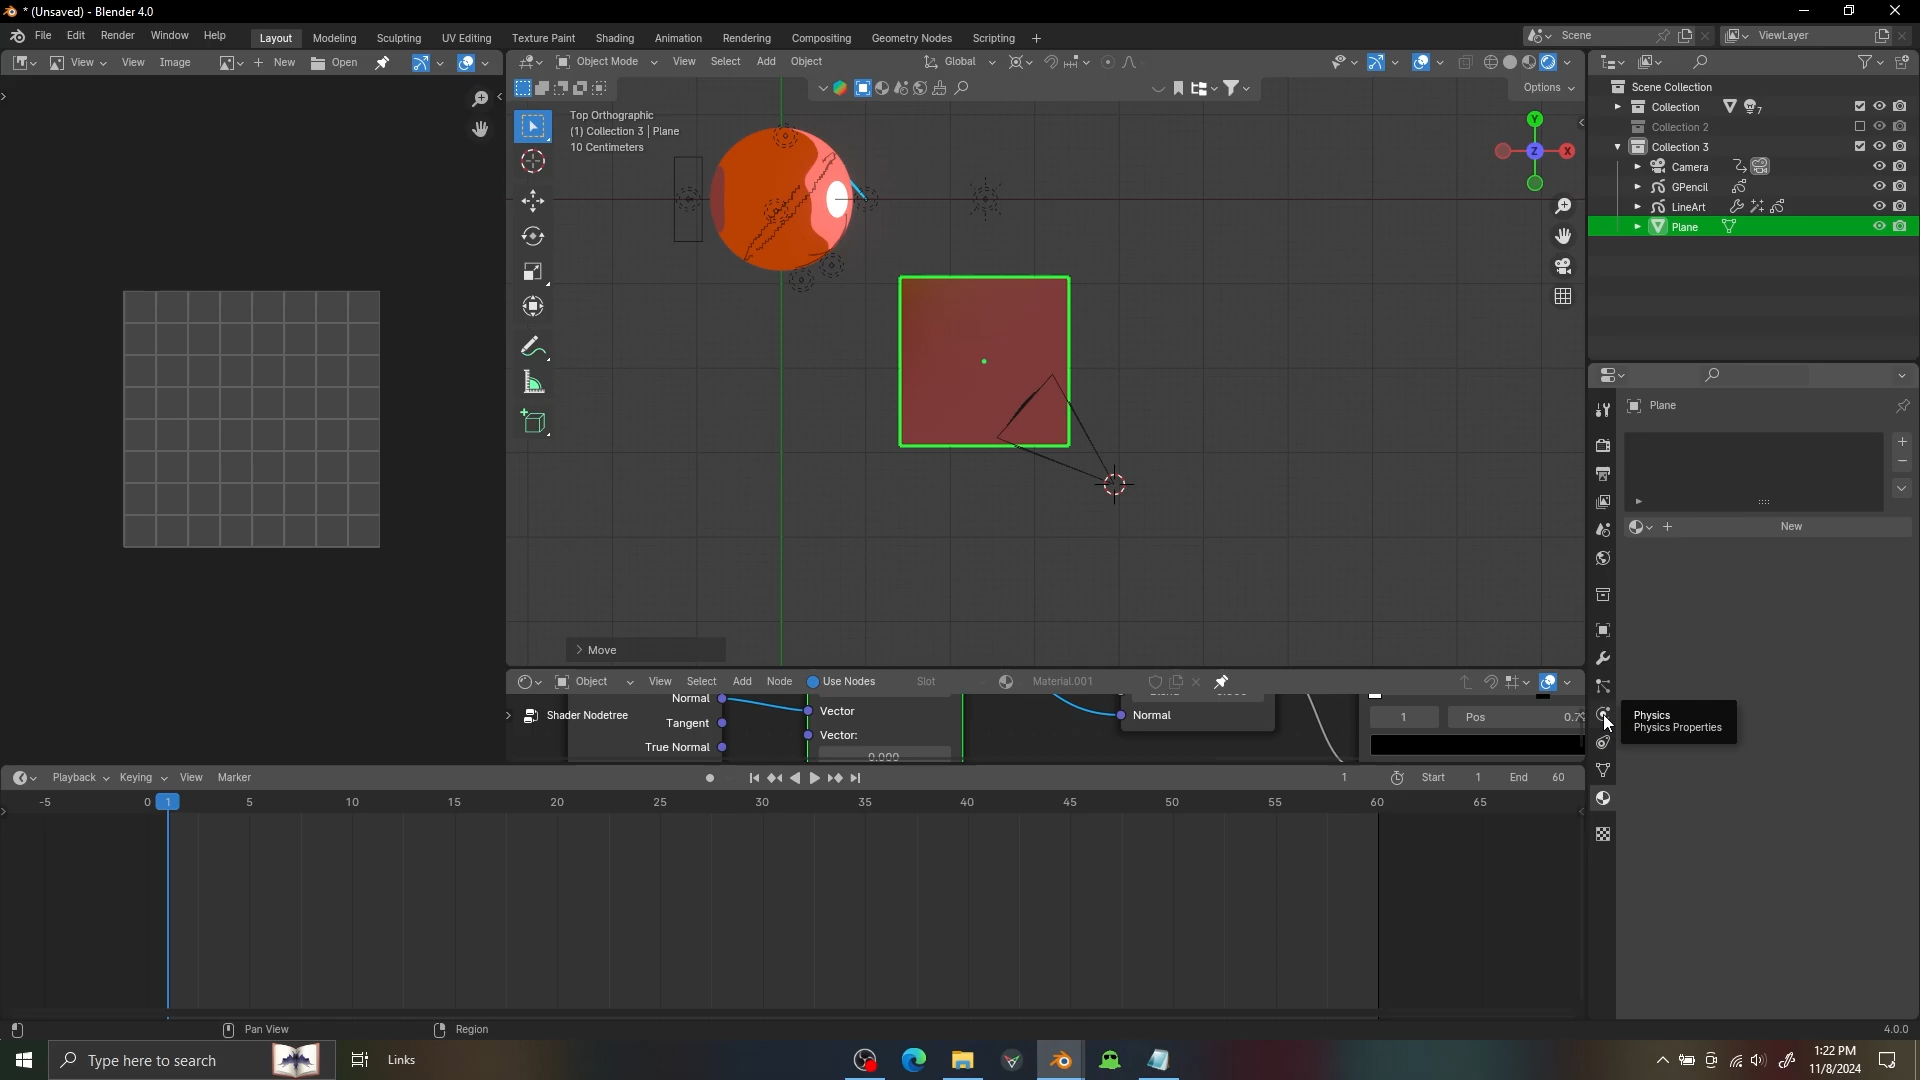 * (Unsaved) - Blender 4.0
File Edit Render Window Help
Layout Modeling Sculpting UV Editing Texture Paint Shading Animation Rendering Compositing Geometry Nodes Scripting +
Scene
ViewLayer
View View Image
New Open
Object Mode View Select Add Object
Global
Options
Top Orthographic
(1) Collection 3 | Plane
10 Centimeters
Y
X
Z
Move
Scene Collection
Collection 7
Collection 2
Collection 3
Camera
GPencil
LineArt
Plane
Plane
New
Physics
Physics Properties
Object View Select Add Node Use Nodes Slot Material.001
Shader Nodetree
Normal
Tangent
True Normal
Vector
Vector:
0.000
Normal
1 Pos
Playback Keying View Marker
1 Start 1 End 60
-5 0 1 5 10 15 20 25 30 35 40 45 50 55 60 65
Pan View Region
4.0.0
Type here to search
Links
1:22 PM
11/8/2024